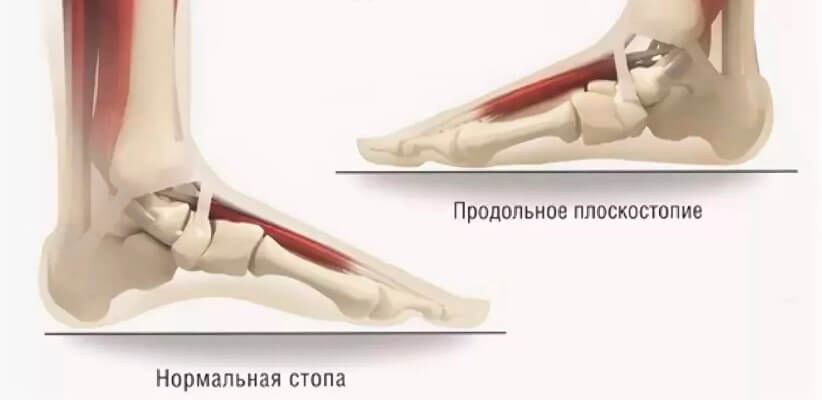 Продольное плоскостопие
Нормальная стопа